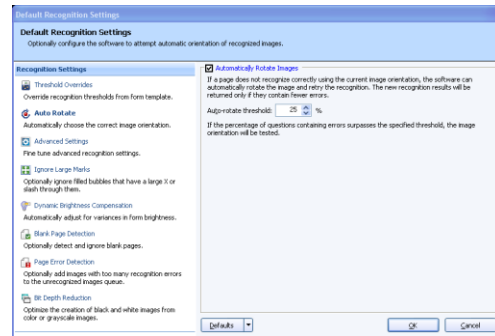 Default Recognition Settings
Default Recognition Settings
Optionally configure the software to attempt automatic orientation of recognized images.
Recognition Settings
Threshold Overrides
Override recognition thresholds from form template.
Auto Rotate
Automatically choose the correct image orientation.
Advanced Settings
Fine tune advanced recognition settings.
Ignore Large Marks
Optionally ignore filled bubbles that have a large X or
slash through them.
Dynamic Brightness Compensation
Automatically adjust for variances in form brightness.
Blank Page Detection
Optionally detect and ignore blank pages.
Page Error Detection
Optionally add images with too many recognition errors
to the unrecognized images queue.
Bit Depth Reduction
Optimize the creation of black and white images from
color or grayscale images.
Automatically Rotate Images
If a page does not recognize correctly using the current image orientation, the software can
automatically rotate the image and retry the recognition. The new recognition results will be
returned only if they contain fewer errors.
Auto-rotate threshold: 25 %
If the percentage of questions containing errors surpasses the specified threshold, the image
orientation will be tested.
Defaults
OK
Cancel